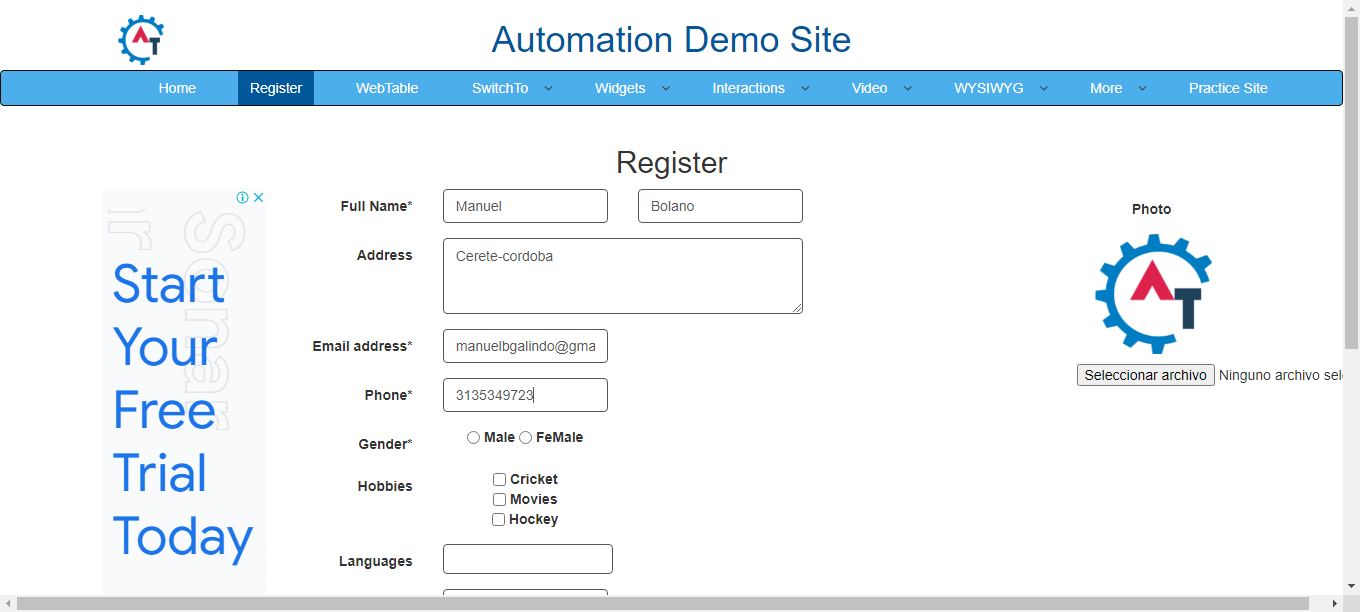 AT
Automation Demo Site
Home Register WebTable SwitchTo Widgets Interactions Video WYSIWYG More Practice Site
Register
Full Name* Manuel Bolano
Photo
Address Cerete-cordoba
AT
Email address* manuelbgalindo@gma
Seleccionar archivo Ninguno archivo sel
Phone* 3135349723
Gender* Male FeMale
Hobbies Cricket
Movies
Hockey
Languages
Sonar
Start
Your
Free
Trial
Today